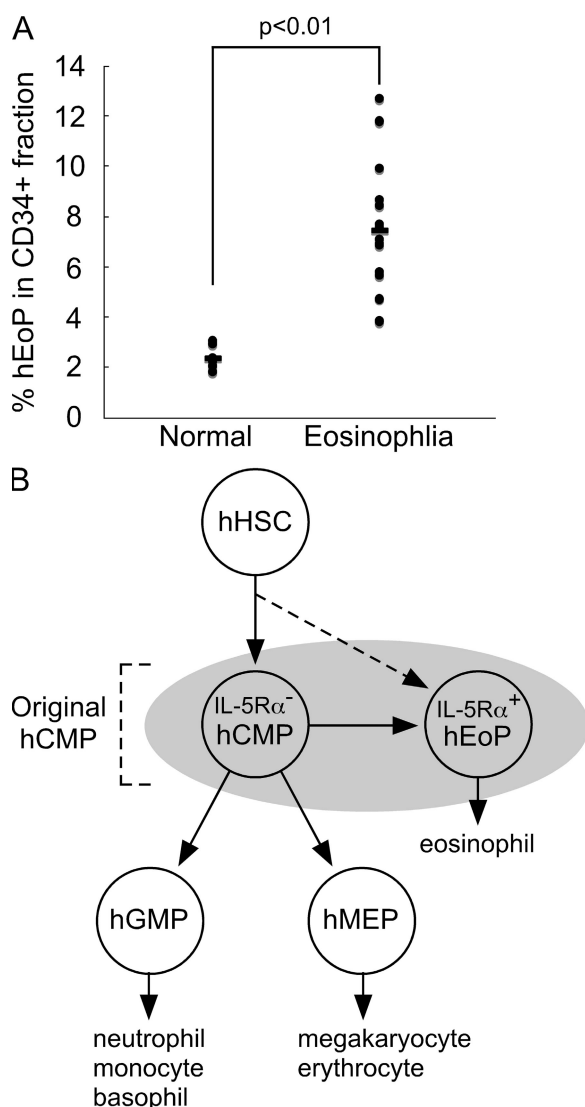 A
p<0.01
% hEoP in CD34+ fraction
14
12
10
8
6
4
2
0
Normal
Eosinophlia
B
hHSC
Original
hCMP
IL-5Rα⁻
hCMP
IL-5Rα⁺
hEoP
eosinophil
hGMP
hMEP
neutrophil
monocyte
basophil
megakaryocyte
erythrocyte